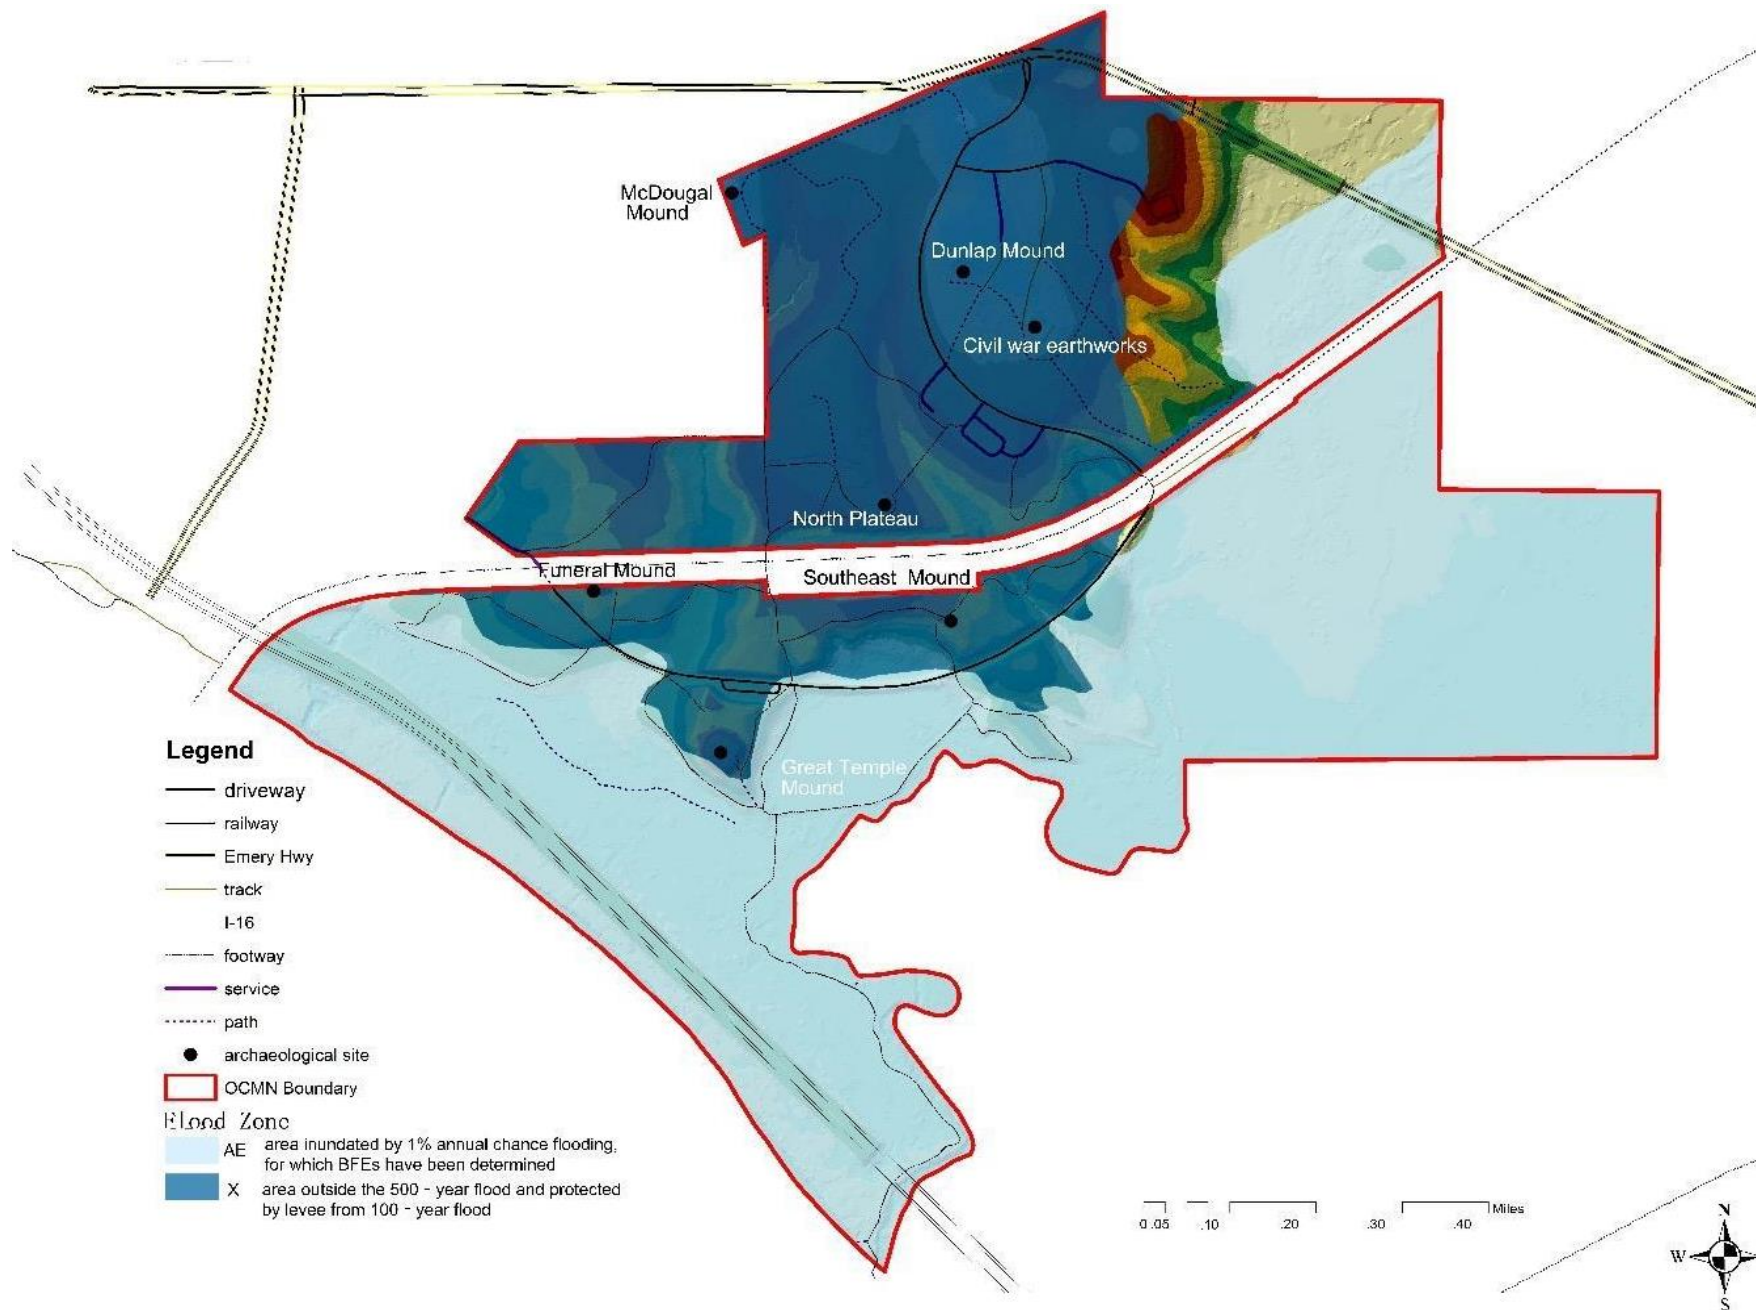 McDougal
Mound
Dunlap Mound
Civil war earthworks
North Plateau
Funeral Mound
Southeast Mound
Great Temple
Mound
Legend
driveway
railway
Emery Hwy
track
I-16
footway
service
path
archaeological site
OCMN Boundary
Flood Zone
AE area inundated by 1% annual chance flooding,
for which BFEs have been determined
X area outside the 500 - year flood and protected
by levee from 100 - year flood
0 .05 .10 .20 .30 .40 Miles
N
W
S